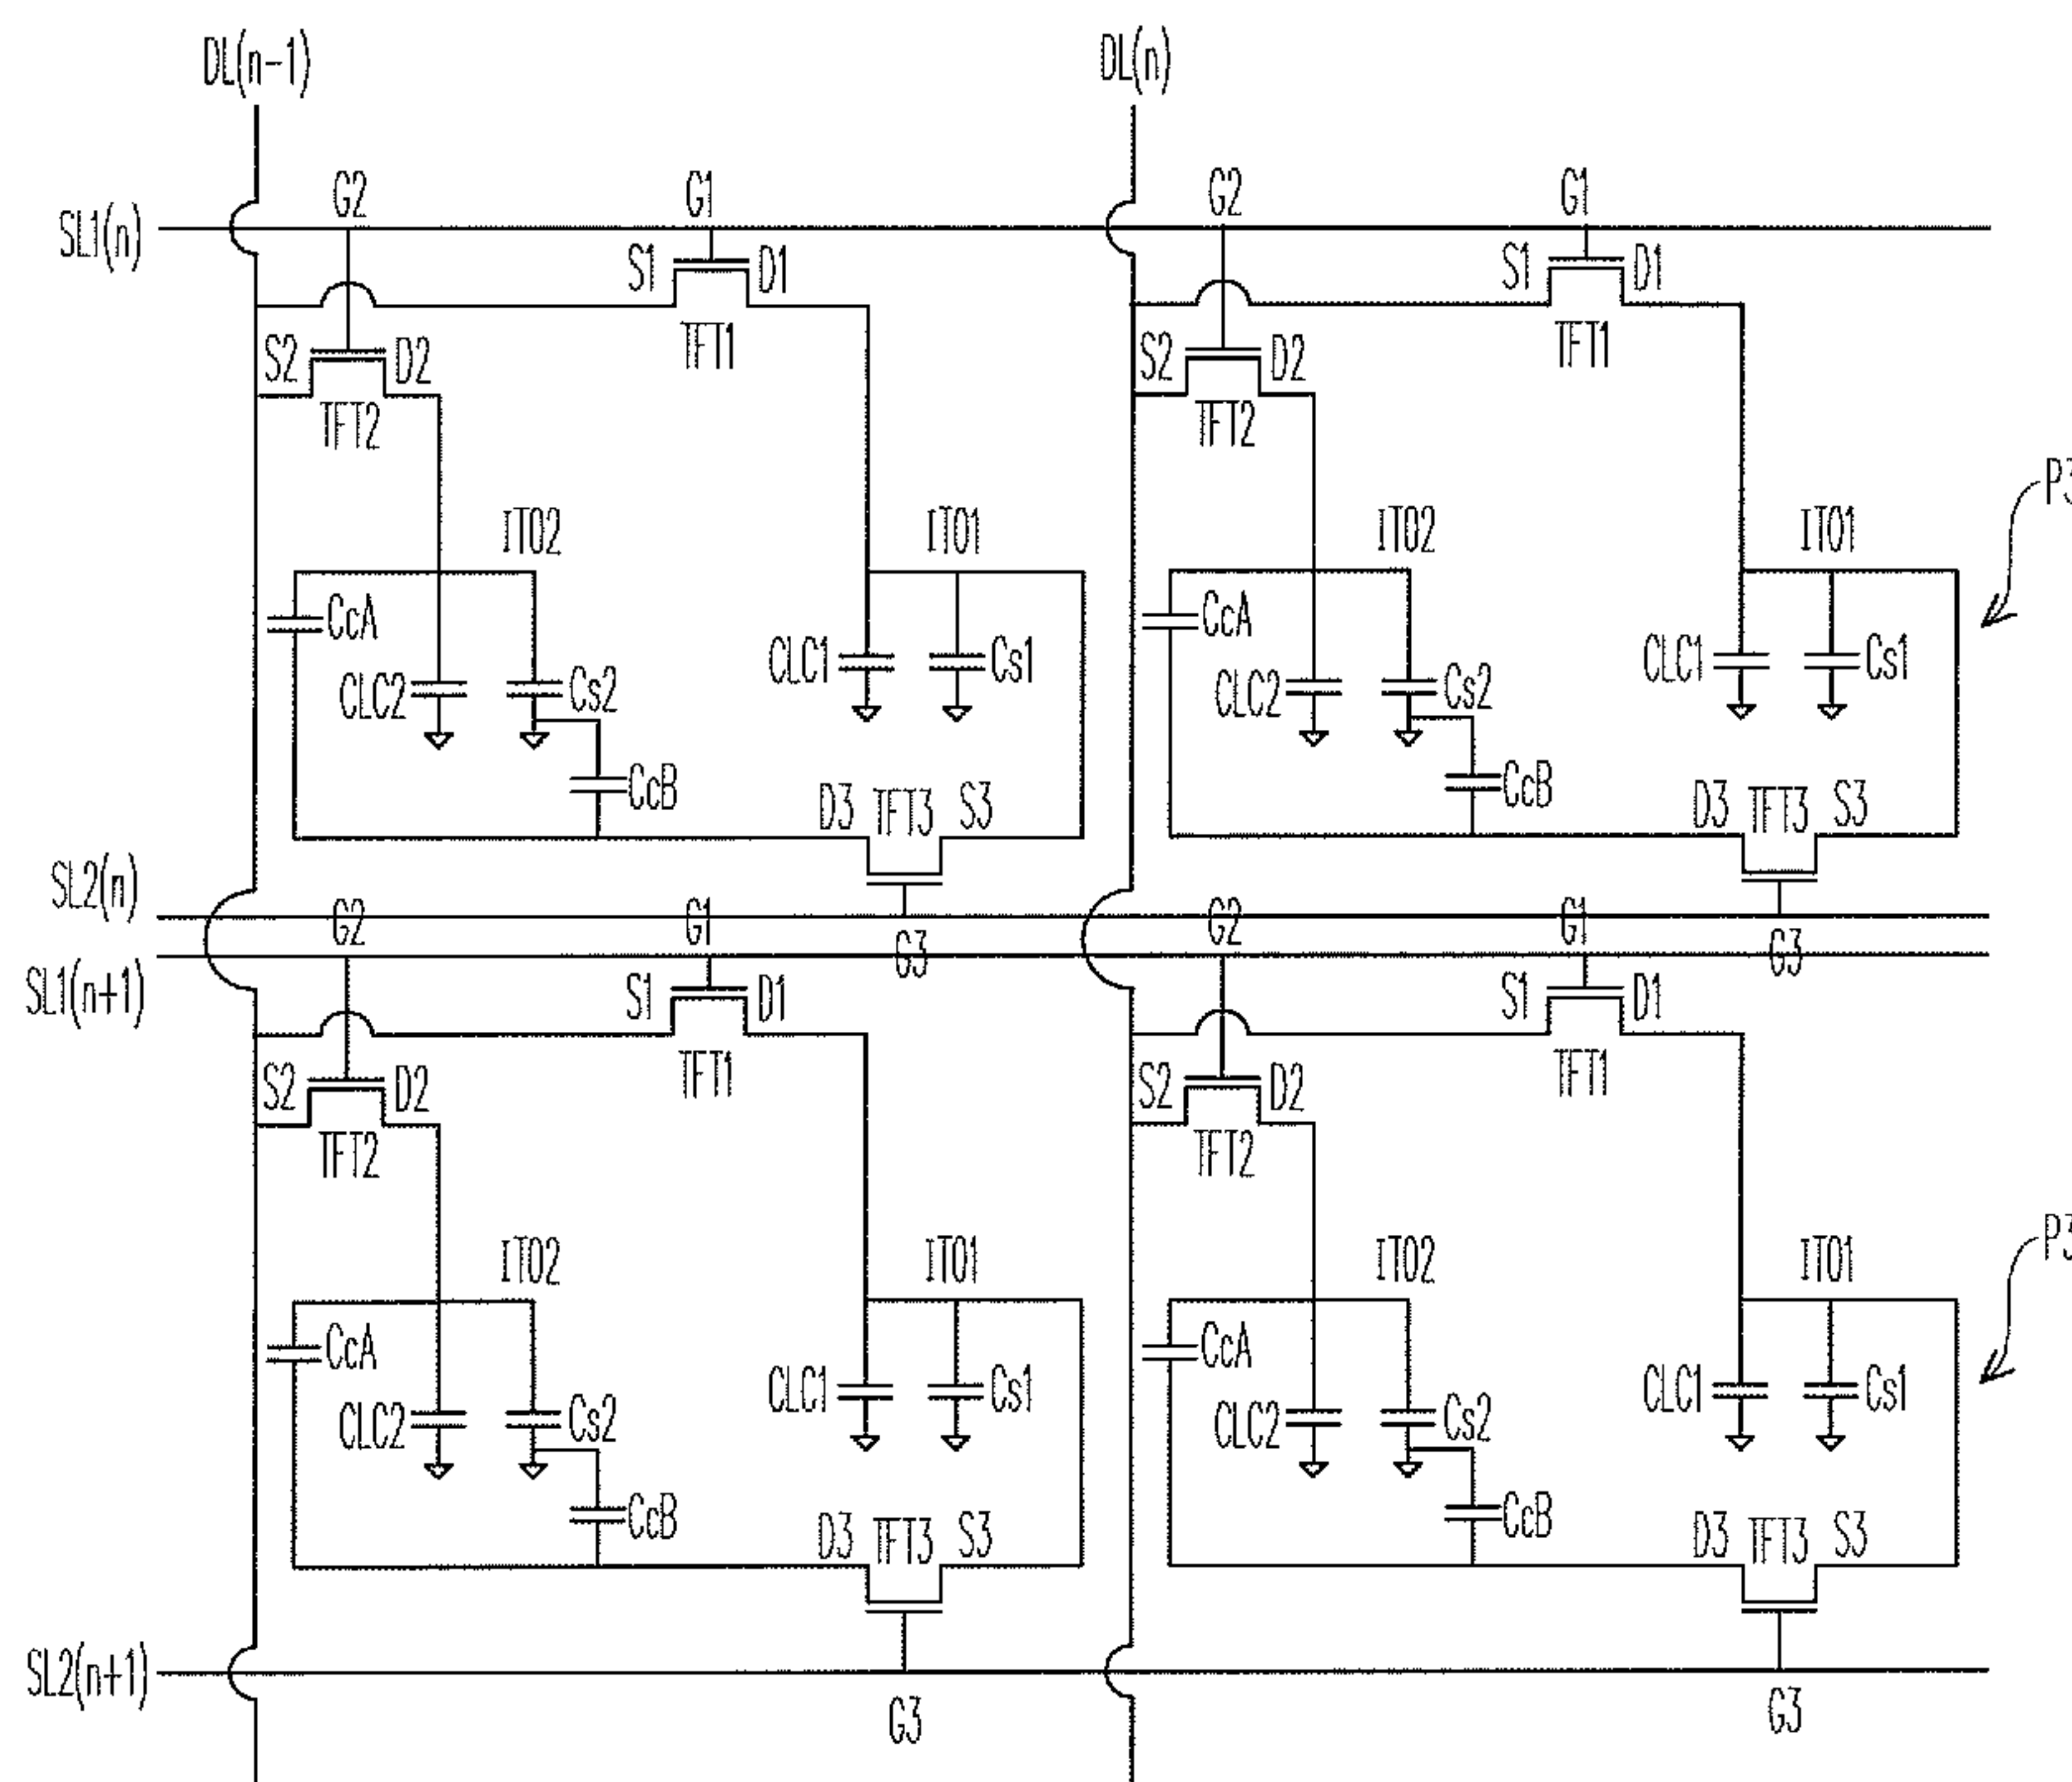 DL(n-1) DL(n)
SL1(n) G2 G1 G2 G1
S1 D1 S1 D1
TFT1 TFT1
S2 D2 S2 D2
TFT2 TFT2
P3
ITO2 ITO1 ITO2 ITO1
CcA CcA
CLC1 Cs1 CLC1 Cs1
CLC2 Cs2 CLC2 Cs2
CcB CcB
D3 TFT3 S3 D3 TFT3 S3
SL2(n)
G2 G1 G2 G1
G3 G3
SL1(n+1)
S1 D1 S1 D1
TFT1 TFT1
S2 D2 S2 D2
TFT2 TFT2
P3
ITO2 ITO1 ITO2 ITO1
CcA CcA
CLC1 Cs1 CLC1 Cs1
CLC2 Cs2 CLC2 Cs2
CcB CcB
D3 TFT3 S3 D3 TFT3 S3
SL2(n+1)
G3 G3